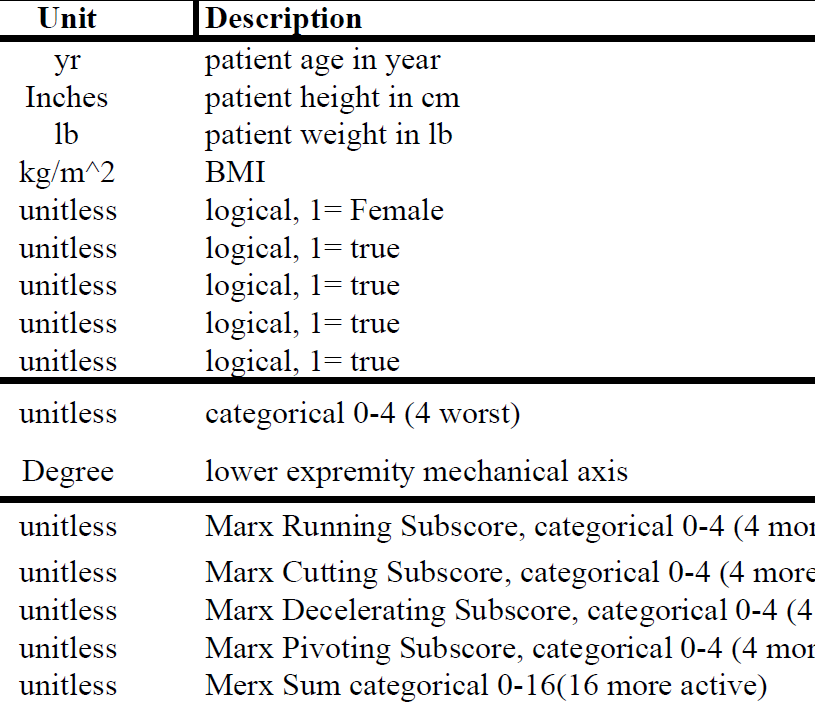 Unit Description
yr patient age in year
Inches patient height in cm
lb patient weight in lb
kg/m^2 BMI
unitless logical, 1= Female
unitless logical, 1= true
unitless logical, 1= true
unitless logical, 1= true
unitless logical, 1= true
unitless categorical 0-4 (4 worst)
Degree lower expremity mechanical axis
unitless Marx Running Subscore, categorical 0-4 (4 mor
unitless Marx Cutting Subscore, categorical 0-4 (4 more
unitless Marx Decelerating Subscore, categorical 0-4 (4
unitless Marx Pivoting Subscore, categorical 0-4 (4 mor
unitless Merx Sum categorical 0-16(16 more active)